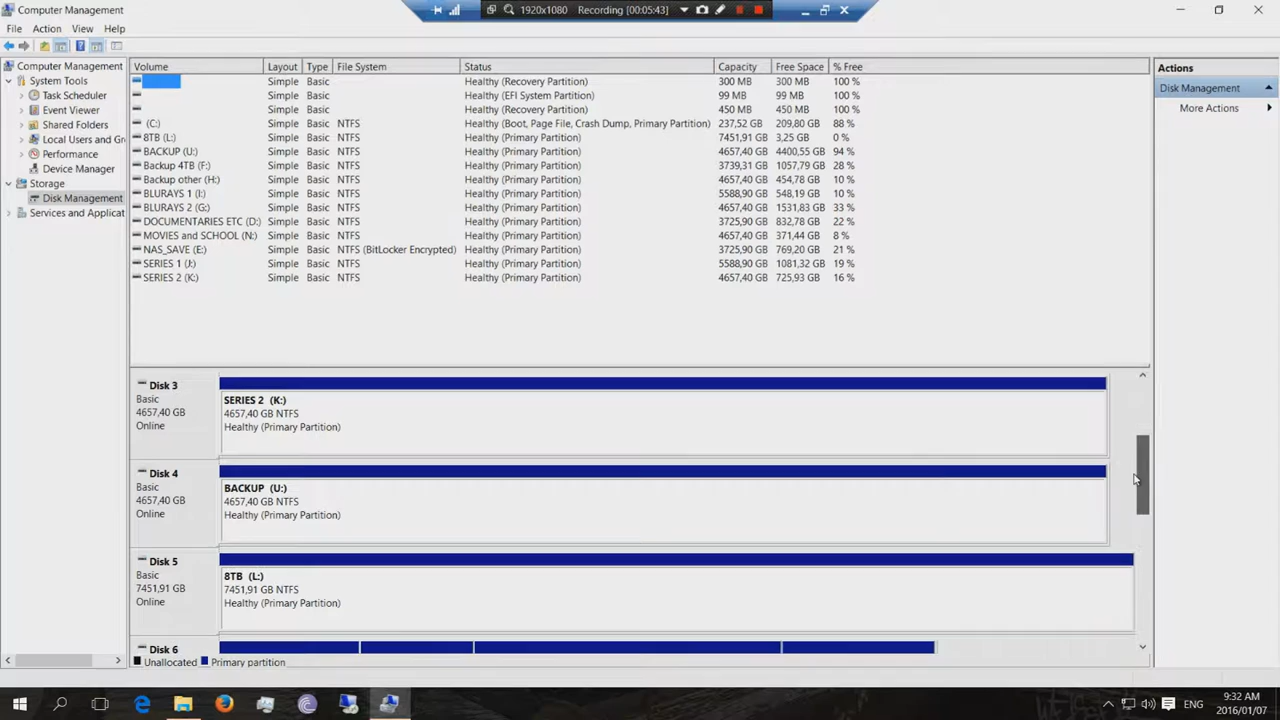 Computer Management
1920x1080 Recording [00:05:43]
File Action View Help
Computer Management
System Tools
Task Scheduler
Event Viewer
Shared Folders
Local Users and Gr
Performance
Device Manager
Storage
Disk Management
Services and Applicat
Volume Layout Type File System Status Capacity Free Space % Free
Simple Basic Healthy (Recovery Partition) 300 MB 300 MB 100 %
Simple Basic Healthy (EFI System Partition) 99 MB 99 MB 100 %
Simple Basic Healthy (Recovery Partition) 450 MB 450 MB 100 %
(C:) Simple Basic NTFS Healthy (Boot, Page File, Crash Dump, Primary Partition) 237,52 GB 209,80 GB 88 %
8TB (L:) Simple Basic NTFS Healthy (Primary Partition) 7451,91 GB 3,25 GB 0 %
BACKUP (U:) Simple Basic NTFS Healthy (Primary Partition) 4657,40 GB 4400,55 GB 94 %
Backup 4TB (F:) Simple Basic NTFS Healthy (Primary Partition) 3739,31 GB 1057,79 GB 28 %
Backup other (H:) Simple Basic NTFS Healthy (Primary Partition) 4657,40 GB 454,78 GB 10 %
BLURAYS 1 (I:) Simple Basic NTFS Healthy (Primary Partition) 5588,90 GB 548,19 GB 10 %
BLURAYS 2 (G:) Simple Basic NTFS Healthy (Primary Partition) 4657,40 GB 1531,83 GB 33 %
DOCUMENTARIES ETC (D:) Simple Basic NTFS Healthy (Primary Partition) 3725,90 GB 832,78 GB 22 %
MOVIES and SCHOOL (N:) Simple Basic NTFS Healthy (Primary Partition) 4657,40 GB 371,44 GB 8 %
NAS_SAVE (E:) Simple Basic NTFS (BitLocker Encrypted) Healthy (Primary Partition) 3725,90 GB 769,20 GB 21 %
SERIES 1 (J:) Simple Basic NTFS Healthy (Primary Partition) 5588,90 GB 1081,32 GB 19 %
SERIES 2 (K:) Simple Basic NTFS Healthy (Primary Partition) 4657,40 GB 725,93 GB 16 %
Disk 3
Basic
4657,40 GB
Online
SERIES 2 (K:)
4657,40 GB NTFS
Healthy (Primary Partition)
Disk 4
Basic
4657,40 GB
Online
BACKUP (U:)
4657,40 GB NTFS
Healthy (Primary Partition)
Disk 5
Basic
7451,91 GB
Online
8TB (L:)
7451,91 GB NTFS
Healthy (Primary Partition)
Disk 6
Unallocated Primary partition
Actions
Disk Management
More Actions
ENG
9:32 AM
2016/01/07